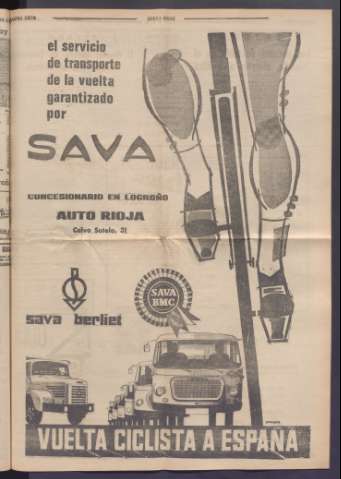 el servicio
de transporte
de la vuelta
garantizado
por
SAVA
CONCESIONARIO EN LOGROÑO
AUTO RIOJA
Calvo Sotelo, 31
SAVA
BMC
sava berliet
VUELTA CICLISTA A ESPAÑA